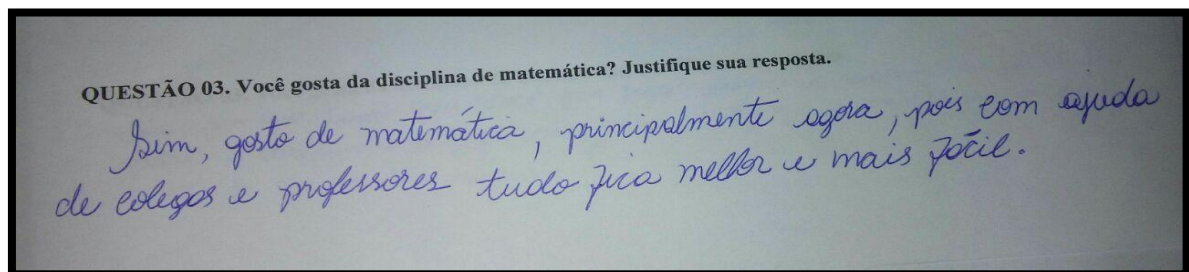 QUESTÃO 03. Você gosta da disciplina de matemática? Justifique sua resposta.
Sim, gosto de matemática, principalmente agora, pois com ajuda
de colegas e professores tudo fica melhor e mais fácil.